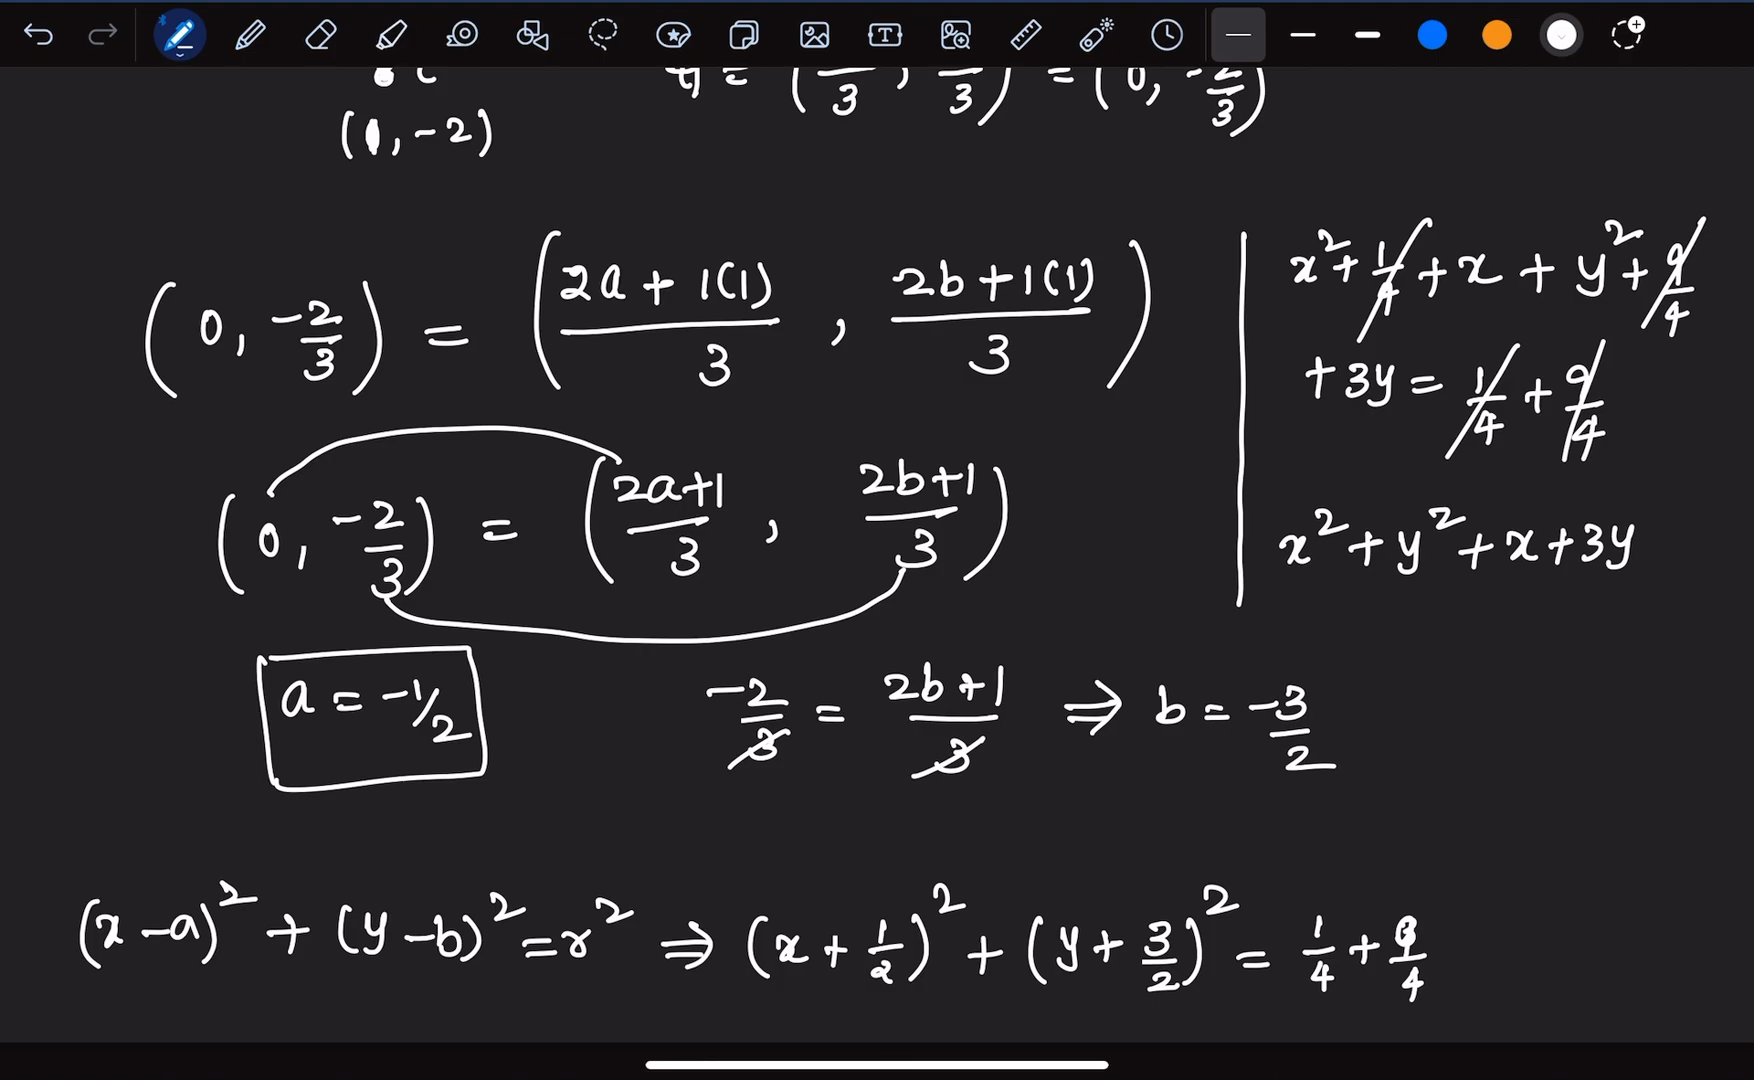 (1, -2)
(0, -2/3) = ((2a + 1(1))/3 , (2b + 1(1))/3)
(0, -2/3) = ((2a+1)/3 , (2b+1)/3)
a = -1/2
-2/3 = (2b+1)/3 ⇒ b = -3/2
(x-a)² + (y-b)² = r² ⇒ (x + 1/2)² + (y + 3/2)² = 1/4 + 9/4
x² + 1/4 + x + y² + 9/4
+3y = 1/4 + 9/4
x² + y² + x + 3y